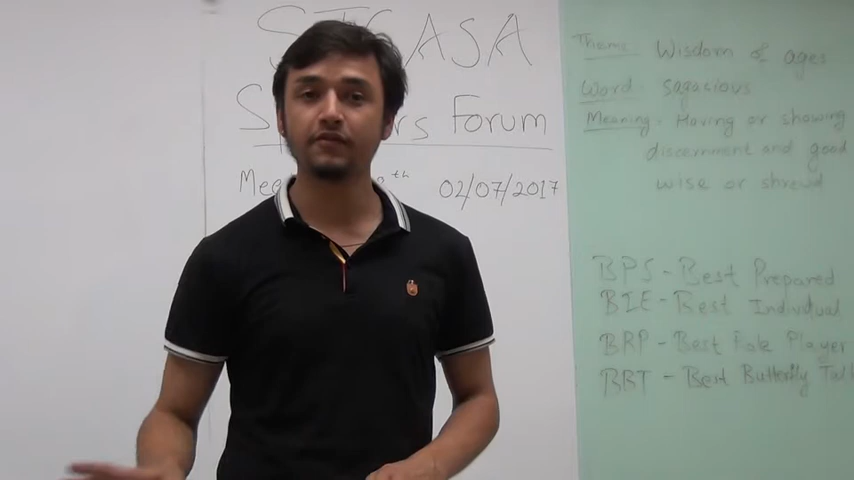 ASA
Forum
02/07/2017
Theme - Wisdom of ages
Word - sagacious
Meaning - Having or showing
discernment and good
wise or shrewd
BPS - Best Prepared
BIE - Best Individual
BRP - Best Role Player
BBT - Best Butterfly